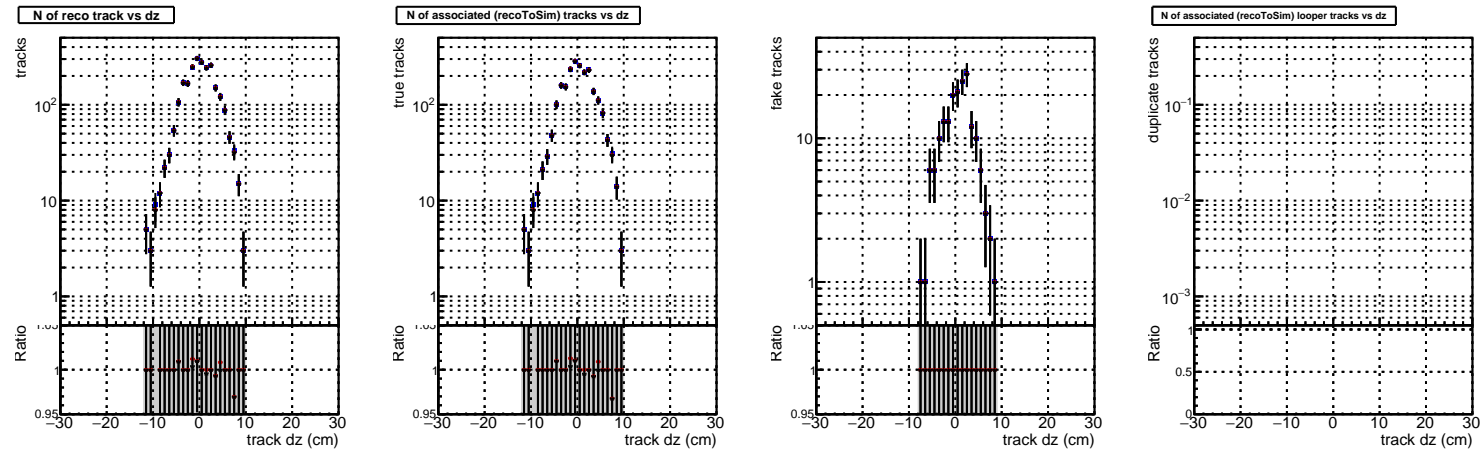 N of reco track vs dz
tracks
10²
10
1
Ratio
1
0.95
−30 −20 −10 0 10 20 30
track dz (cm)
N of associated (recoToSim) tracks vs dz
true tracks
10²
10
1
Ratio
1
0.95
−30 −20 −10 0 10 20 30
track dz (cm)
fake tracks
10
1
Ratio
1
0.95
−30 −20 −10 0 10 20 30
track dz (cm)
N of associated (recoToSim) looper tracks vs dz
duplicate tracks
10⁻¹
10⁻²
10⁻³
Ratio
1
0.5
0
−30 −20 −10 0 10 20 30
track dz (cm)